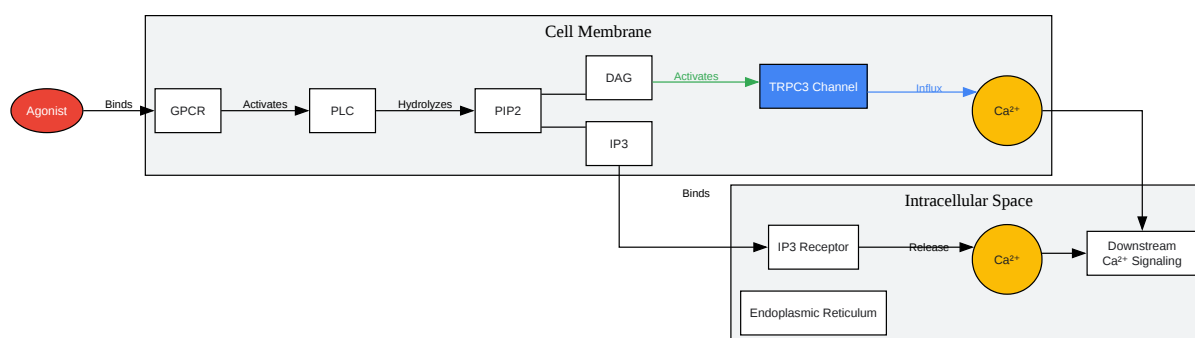 Cell Membrane
Agonist
Binds
GPCR
Activates
PLC
Hydrolyzes
PIP2
DAG
IP3
Activates
TRPC3 Channel
Influx
Ca²⁺
Binds
Intracellular Space
IP3 Receptor
Release
Ca²⁺
Downstream
Ca²⁺ Signaling
Endoplasmic Reticulum